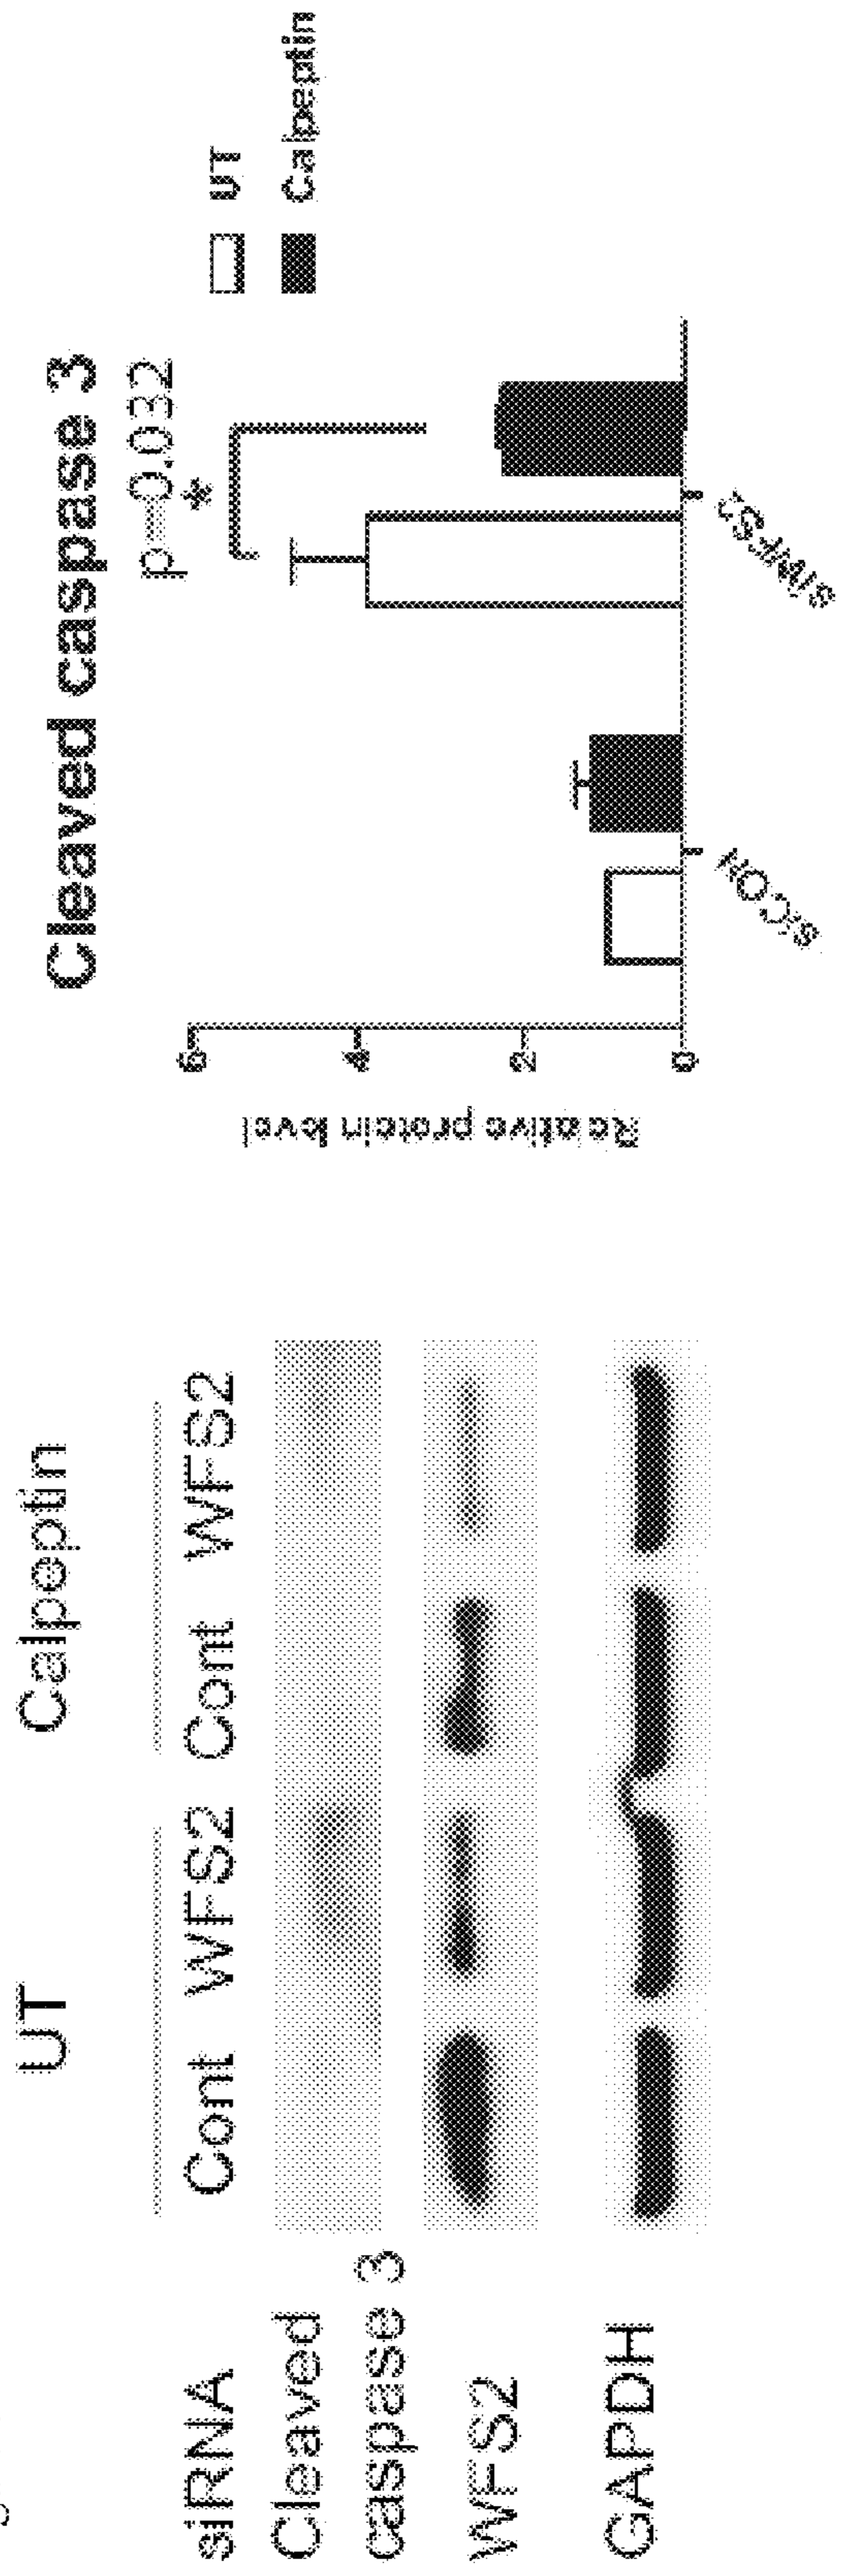 UT Calpeptin
siRNA Cont WFS2 Cont WFS2
Cleaved
caspase 3
WFS2
GAPDH
Cleaved caspase 3
p=0.032
*
UT
Calpeptin
Relative protein level
6
4
2
0
siCON
siWFS2